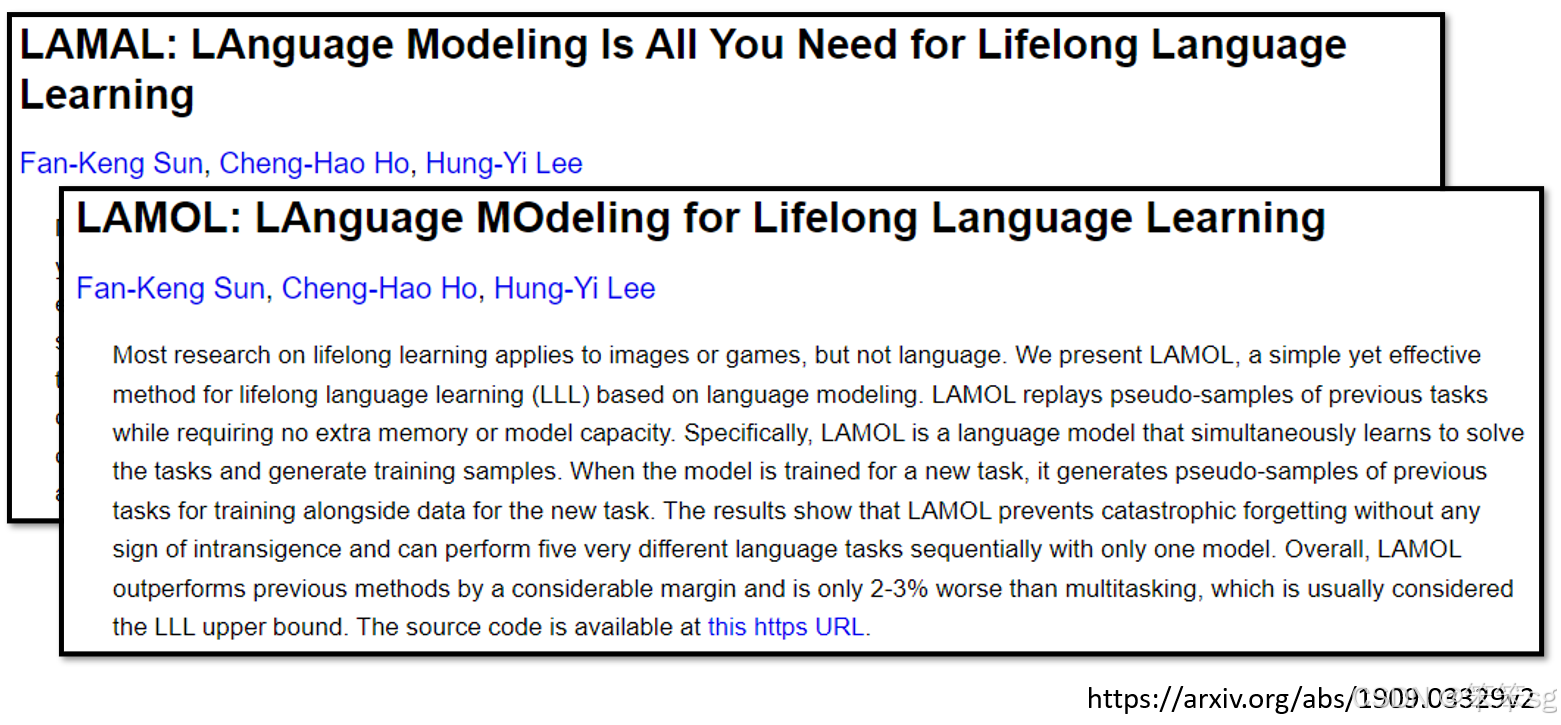 LAMAL: LAnguage Modeling Is All You Need for Lifelong Language
Learning
Fan-Keng Sun, Cheng-Hao Ho, Hung-Yi Lee
LAMOL: LAnguage MOdeling for Lifelong Language Learning
Fan-Keng Sun, Cheng-Hao Ho, Hung-Yi Lee
Most research on lifelong learning applies to images or games, but not language. We present LAMOL, a simple yet effective
method for lifelong language learning (LLL) based on language modeling. LAMOL replays pseudo-samples of previous tasks
while requiring no extra memory or model capacity. Specifically, LAMOL is a language model that simultaneously learns to solve
the tasks and generate training samples. When the model is trained for a new task, it generates pseudo-samples of previous
tasks for training alongside data for the new task. The results show that LAMOL prevents catastrophic forgetting without any
sign of intransigence and can perform five very different language tasks sequentially with only one model. Overall, LAMOL
outperforms previous methods by a considerable margin and is only 2-3% worse than multitasking, which is usually considered
the LLL upper bound. The source code is available at this https URL.
https://arxiv.org/abs/1909.03329v2